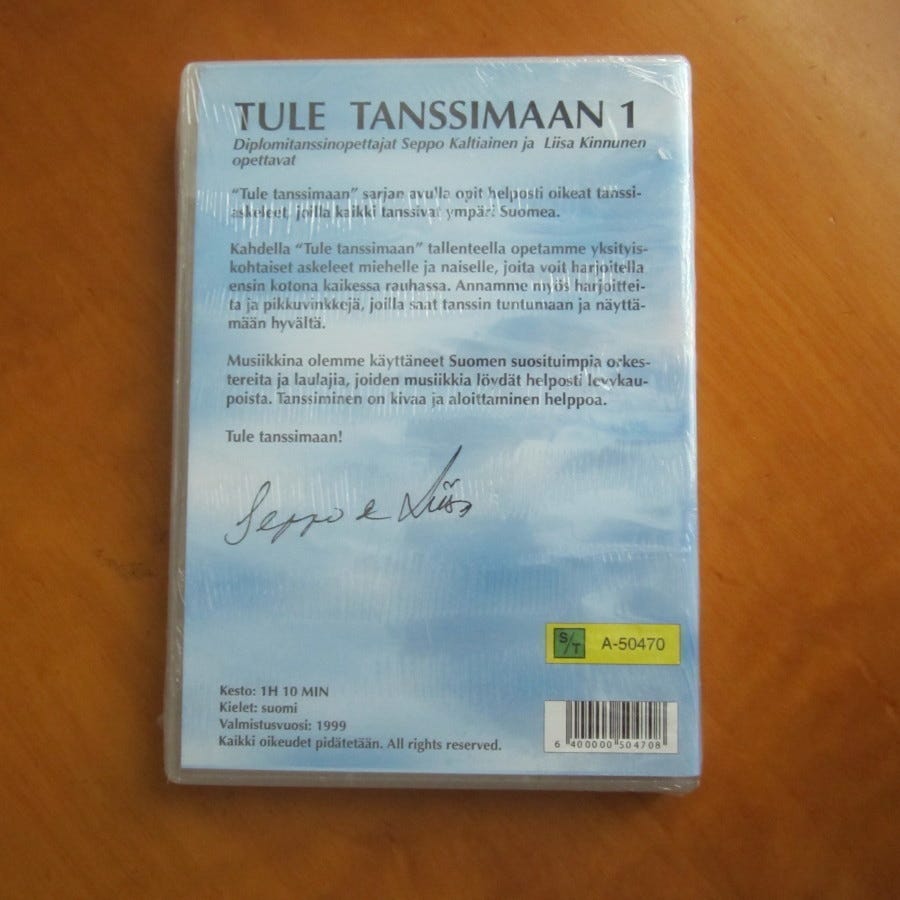 TULE TANSSIMAAN 1
Diplomitanssinopettajat Seppo Kaltiainen ja Liisa Kinnunen
opettavat
"Tule tanssimaan" sarjan avulla opit helposti oikeat tanssi-
askeleet, joilla kaikki tanssivat ympäri Suomea.
Kahdella "Tule tanssimaan" tallenteella opetamme yksityis-
kohtaiset askeleet miehelle ja naiselle, joita voit harjoitella
ensin kotona kaikessa rauhassa. Annamme myös harjoittei-
ta ja pikkuvinkkejä, joilla saat tanssin tuntumaan ja näyttä-
mään hyvältä.
Musiikkina olemme käyttäneet Suomen suosituimpia orkes-
tereita ja laulajia, joiden musiikkia löydät helposti levykau-
poista. Tanssiminen on kivaa ja aloittaminen helppoa.
Tule tanssimaan!
Seppo & Liisa
S/T A-50470
Kesto: 1H 10 MIN
Kielet: suomi
Valmistusvuosi: 1999
Kaikki oikeudet pidätetään. All rights reserved.
6 400000 504708